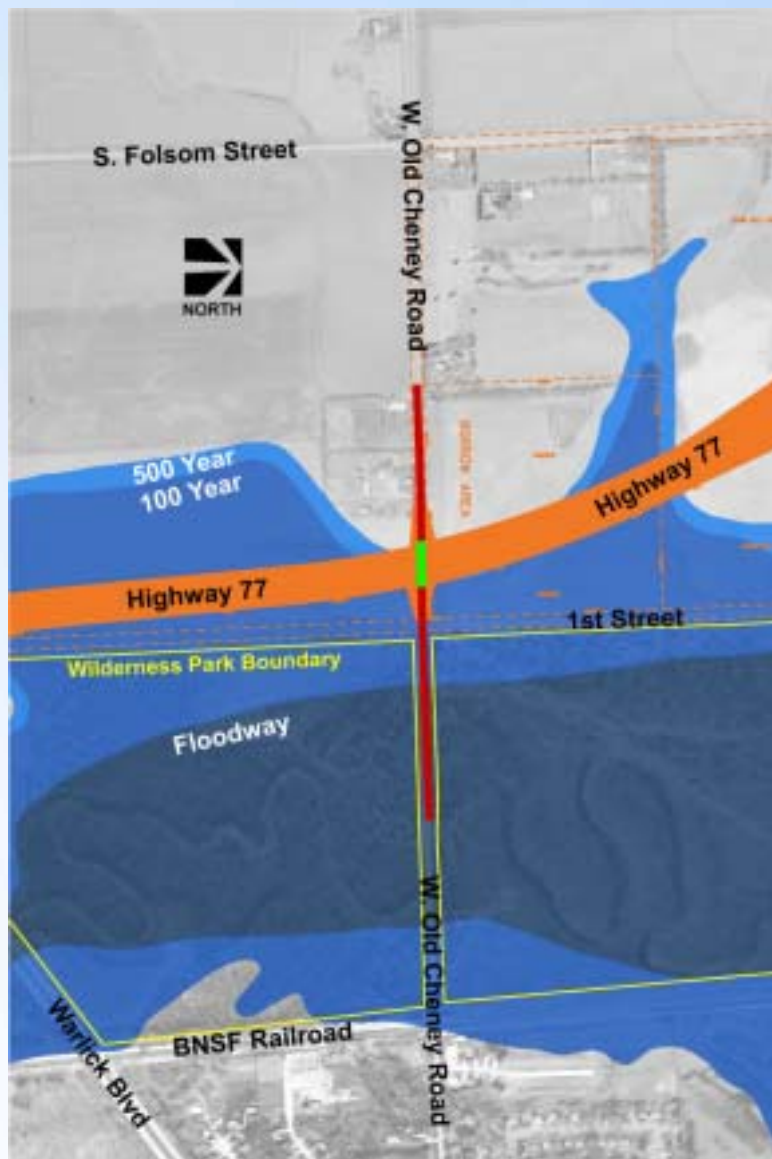 S. Folsom Street
W. Old Cheney Road
NORTH
500 Year
100 Year
Highway 77
Highway 77
1st Street
Wilderness Park Boundary
Floodway
W. Old Cheney Road
Warlick Blvd
BNSF Railroad